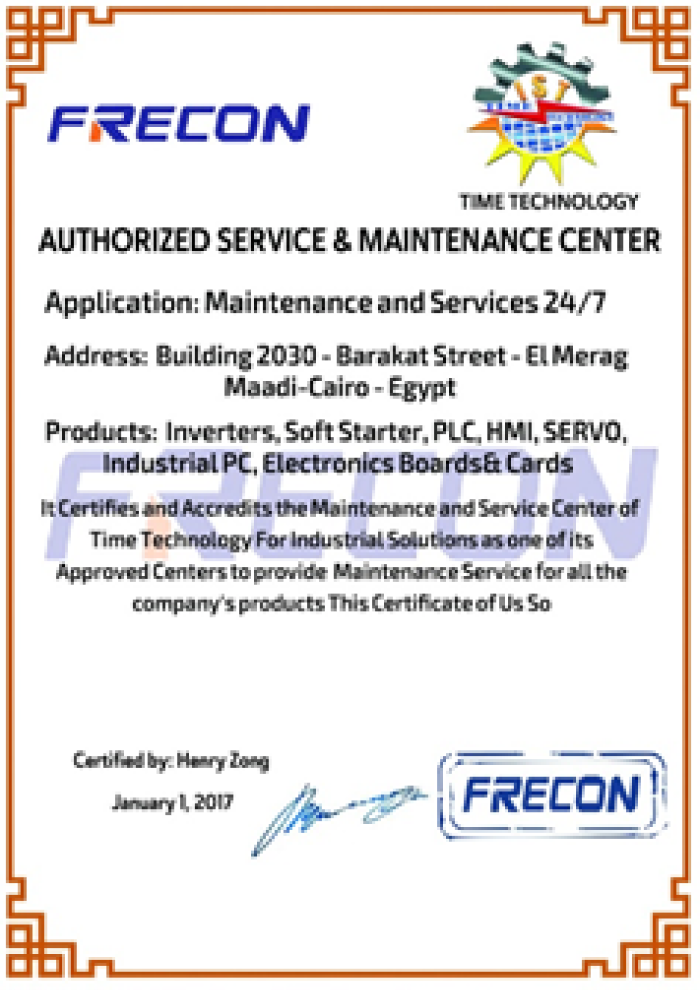 FRECON
IST
TIME TECHNOLOGY
AUTHORIZED SERVICE & MAINTENANCE CENTER
Application: Maintenance and Services 24/7
Address: Building 2030 - Barakat Street - El Merag
Maadi-Cairo - Egypt
Products: Inverters, Soft Starter, PLC, HMI, SERVO,
Industrial PC, Electronics Boards& Cards
FRECON
It Certifies and Accredits the Maintenance and Service Center of
Time Technology For Industrial Solutions as one of its
Approved Centers to provide Maintenance Service for all the
company's products This Certificate of Us So
Certified by: Henry Zong
January 1, 2017
FRECON